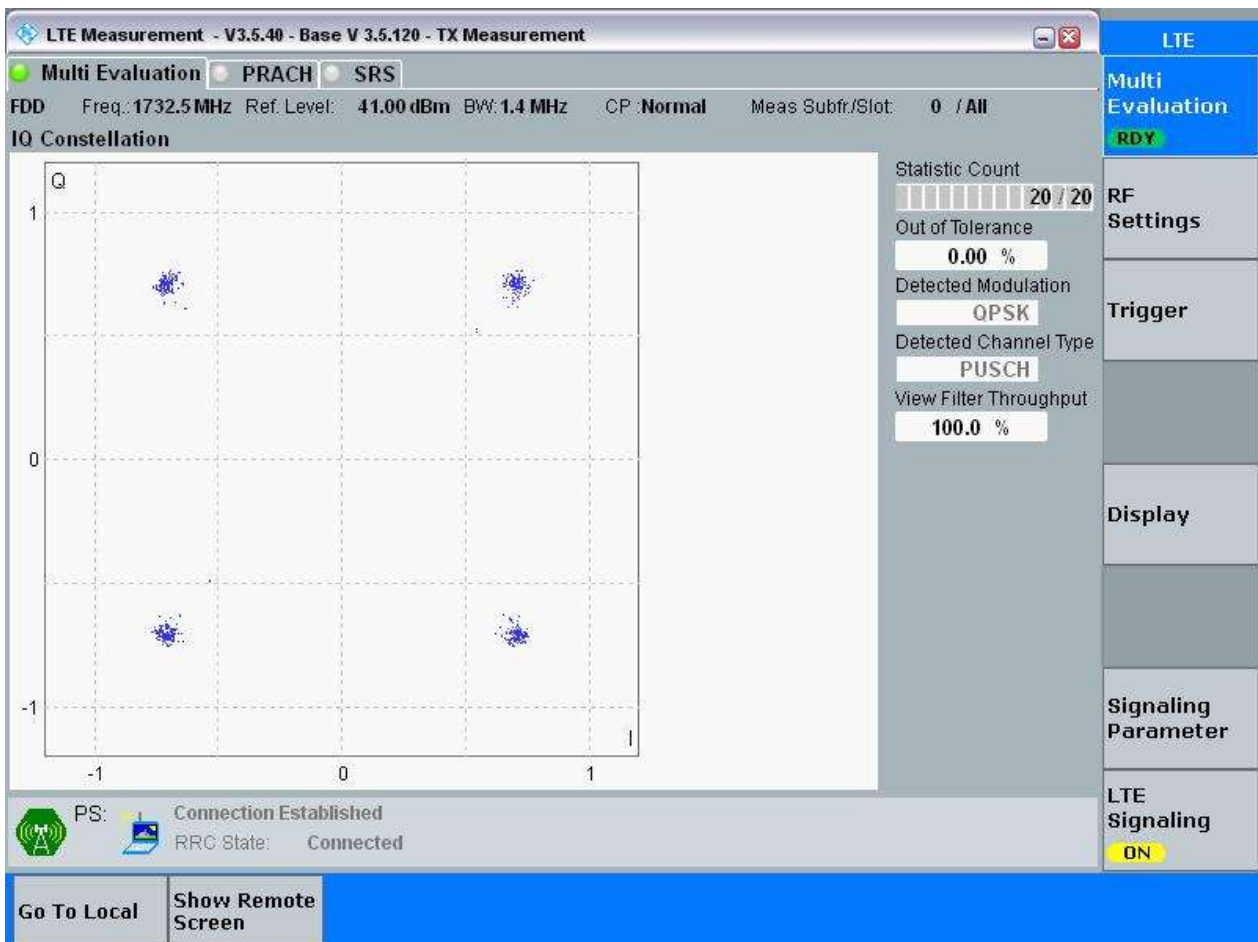 LTE Measurement - V3.5.40 - Base V 3.5.120 - TX Measurement
LTE
Multi Evaluation PRACH SRS
Multi
Evaluation
RDY
FDD Freq.: 1732.5 MHz Ref. Level: 41.00 dBm BW: 1.4 MHz CP : Normal Meas Subfr./Slot: 0 / All
IQ Constellation
Q
1
0
-1
I
-1 0 1
Statistic Count
20 / 20
Out of Tolerance
0.00 %
Detected Modulation
QPSK
Detected Channel Type
PUSCH
View Filter Throughput
100.0 %
RF
Settings
Trigger
Display
Signaling
Parameter
LTE
Signaling
ON
PS: Connection Established
RRC State: Connected
Go To Local
Show Remote
Screen